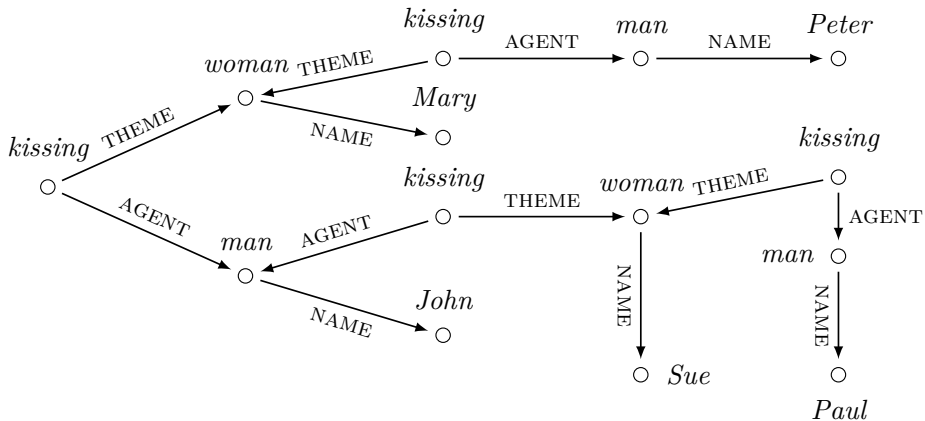 kissing
AGENT
man
NAME
Peter
woman
THEME
Mary
NAME
THEME
kissing
kissing
AGENT
man
AGENT
NAME
John
kissing
THEME
woman
THEME
AGENT
man
NAME
NAME
Sue
Paul